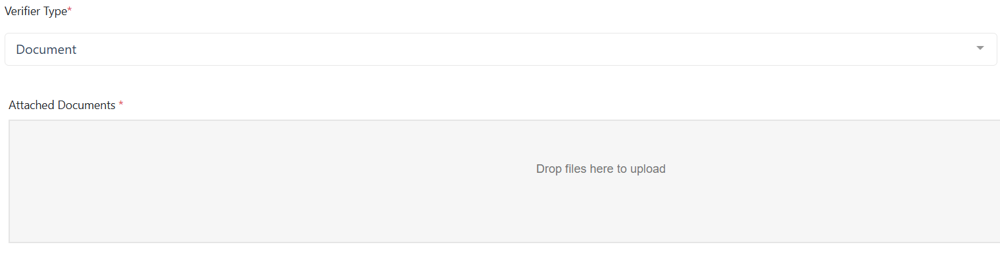 Verifier Type*
Document
Attached Documents *
Drop files here to upload